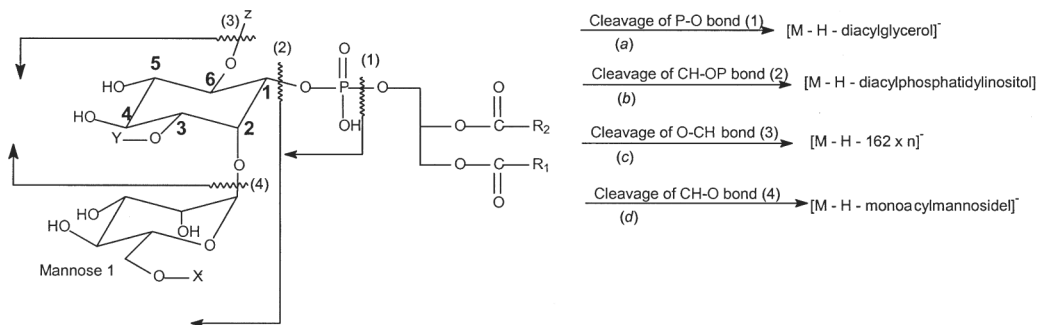 z
(3)
(2)
(1)
O
O
5
6
HO
1
O
P
O
HO
4
OH
O
C
R2
Y
O
3
2
O
O
O
C
R1
(4)
O
HO
HO
OH
O
Mannose 1
O
X
Cleavage of P-O bond (1)
(a)
[M - H - diacylglycerol]-
Cleavage of CH-OP bond (2)
(b)
[M - H - diacylphosphatidylinositol]
Cleavage of O-CH bond (3)
(c)
[M - H - 162 x n]-
Cleavage of CH-O bond (4)
(d)
[M - H - monoacylmannosidel]-